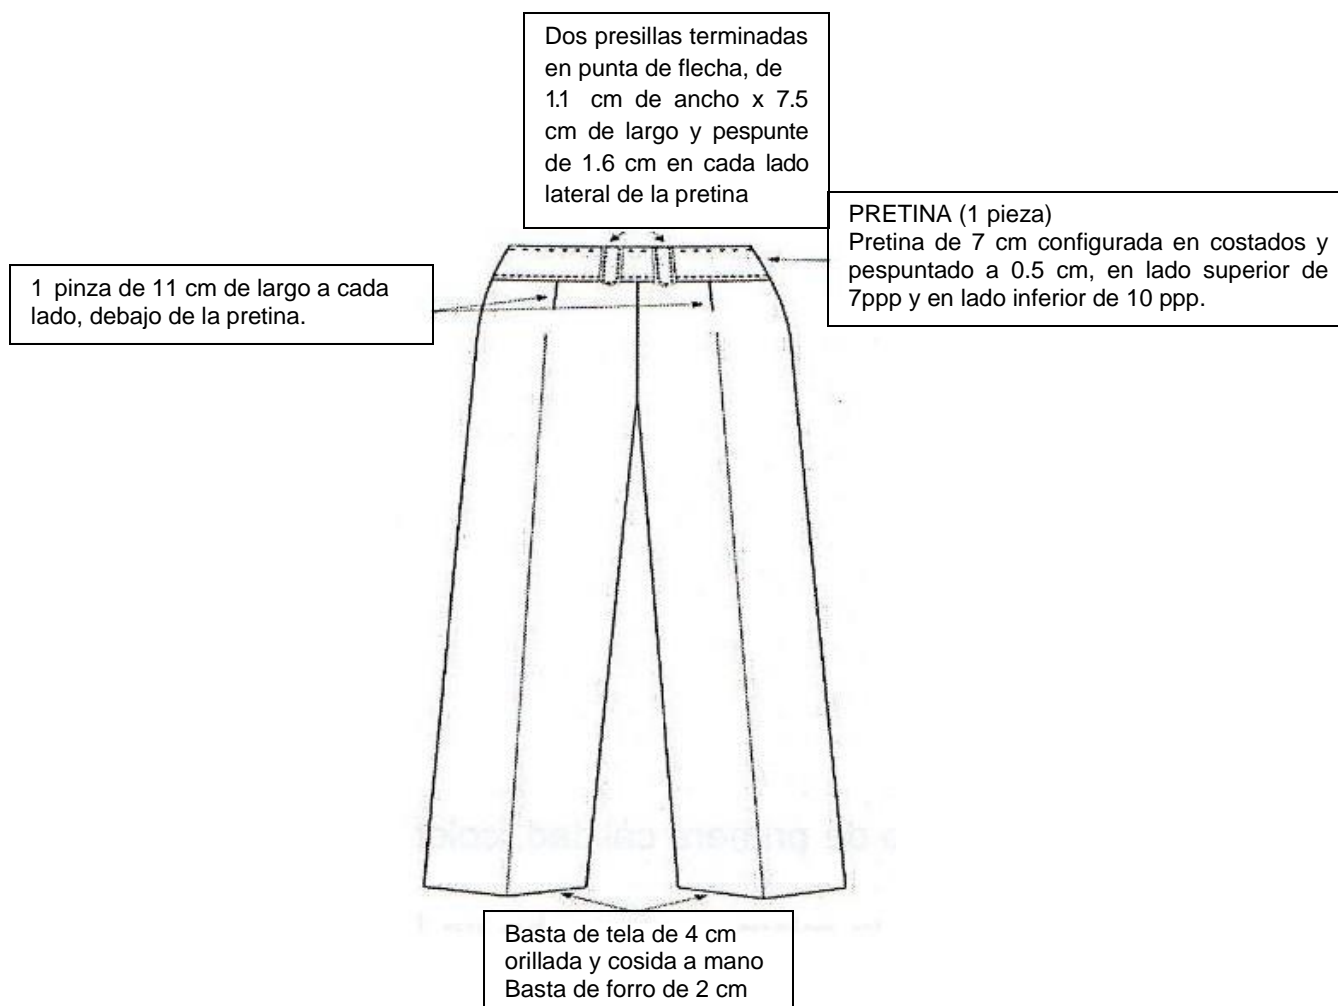 Dos presillas terminadas
en punta de flecha, de
1.1 cm de ancho x 7.5
cm de largo y pespunte
de 1.6 cm en cada lado
lateral de la pretina
PRETINA (1 pieza)
Pretina de 7 cm configurada en costados y
pespuntado a 0.5 cm, en lado superior de
7ppp y en lado inferior de 10 ppp.
1 pinza de 11 cm de largo a cada
lado, debajo de la pretina.
Basta de tela de 4 cm
orillada y cosida a mano
Basta de forro de 2 cm